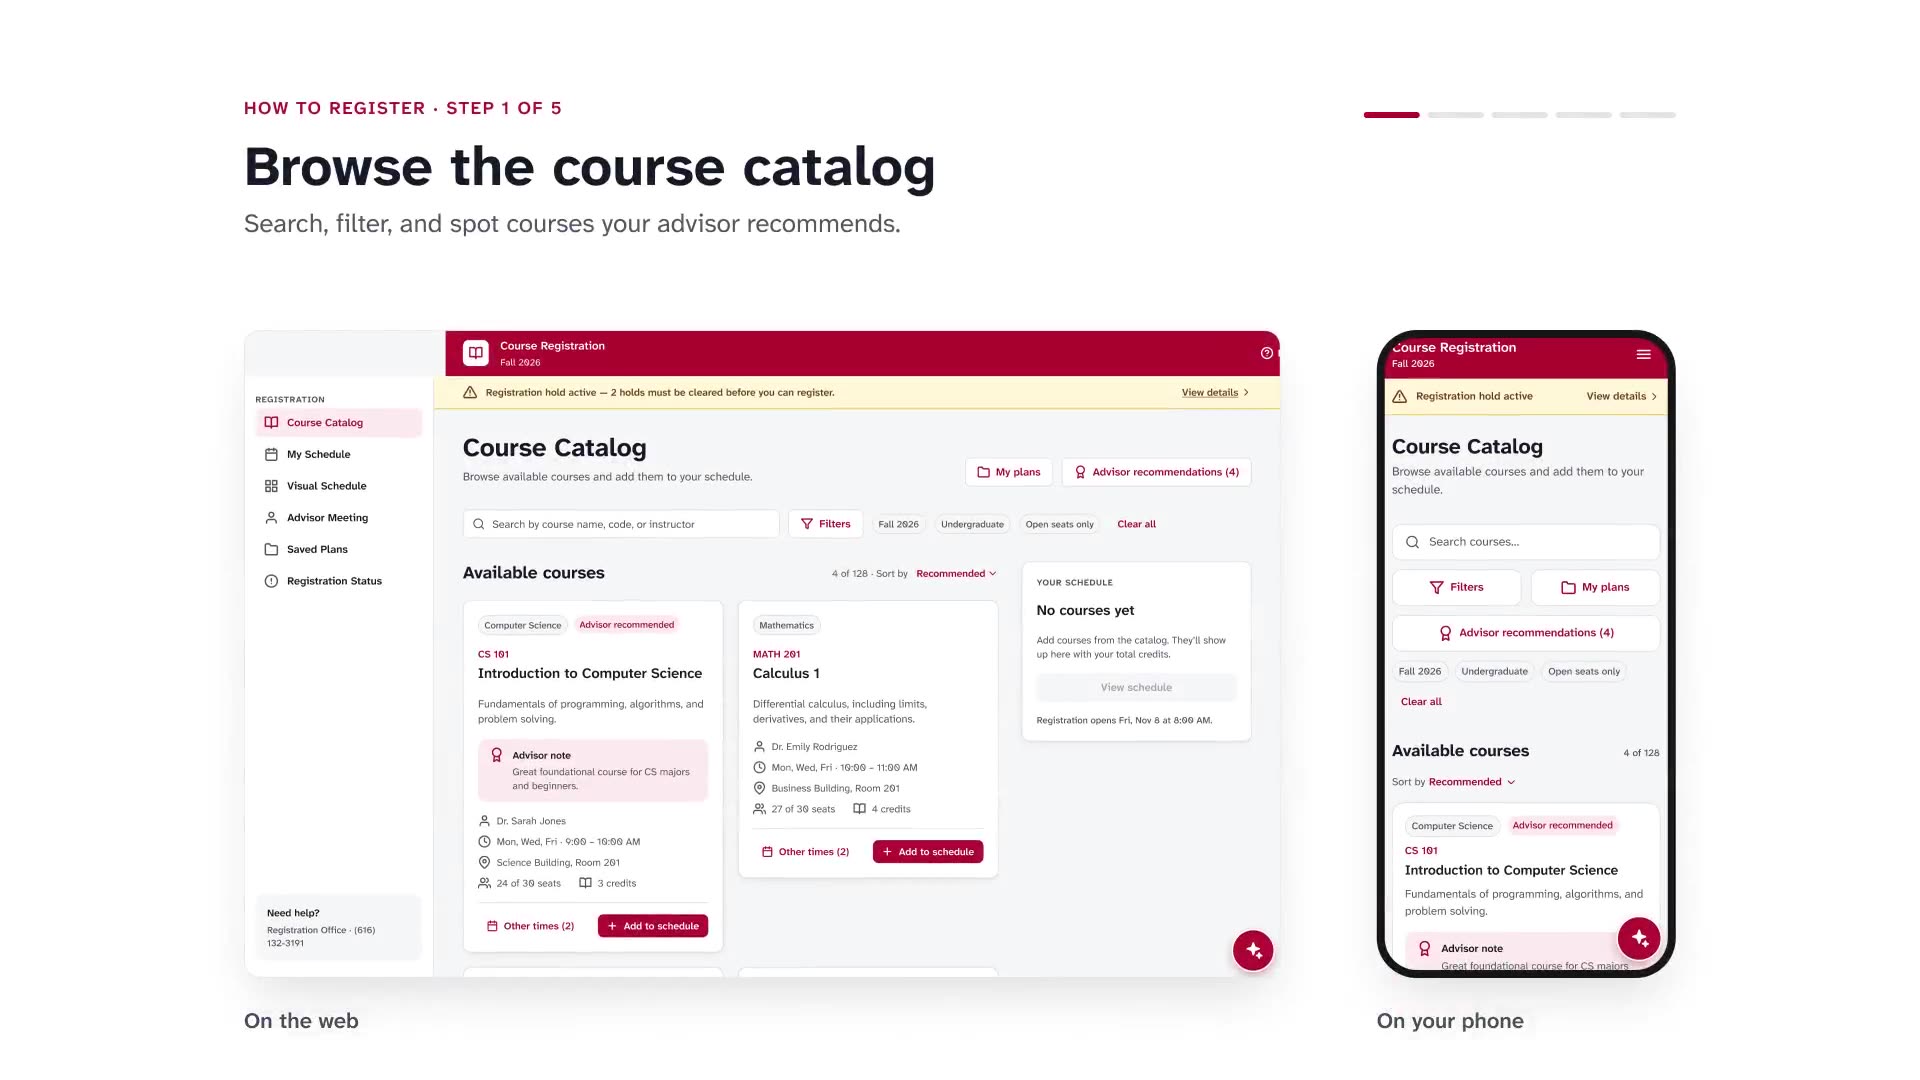 HOW TO REGISTER · STEP 1 OF 5
Browse the course catalog
Search, filter, and spot courses your advisor recommends.
Course Registration
Fall 2026
Registration hold active — 2 holds must be cleared before you can register.
View details
REGISTRATION
Course Catalog
My Schedule
Visual Schedule
Advisor Meeting
Saved Plans
Registration Status
Need help?
Registration Office · (616)
132-3191
Course Catalog
Browse available courses and add them to your schedule.
My plans
Advisor recommendations (4)
Search by course name, code, or instructor
Filters
Fall 2026
Undergraduate
Open seats only
Clear all
Available courses
4 of 128 · Sort by Recommended
Computer Science
Advisor recommended
CS 101
Introduction to Computer Science
Fundamentals of programming, algorithms, and
problem solving.
Advisor note
Great foundational course for CS majors
and beginners.
Dr. Sarah Jones
Mon, Wed, Fri · 9:00 – 10:00 AM
Science Building, Room 201
24 of 30 seats
3 credits
Other times (2)
+ Add to schedule
Mathematics
MATH 201
Calculus 1
Differential calculus, including limits,
derivatives, and their applications.
Dr. Emily Rodriguez
Mon, Wed, Fri · 10:00 – 11:00 AM
Business Building, Room 201
27 of 30 seats
4 credits
Other times (2)
+ Add to schedule
YOUR SCHEDULE
No courses yet
Add courses from the catalog. They'll show
up here with your total credits.
View schedule
Registration opens Fri, Nov 8 at 8:00 AM.
On the web
Course Registration
Fall 2026
Registration hold active
View details
Course Catalog
Browse available courses and add them to your
schedule.
Search courses...
Filters
My plans
Advisor recommendations (4)
Fall 2026
Undergraduate
Open seats only
Clear all
Available courses
4 of 128
Sort by Recommended
Computer Science
Advisor recommended
CS 101
Introduction to Computer Science
Fundamentals of programming, algorithms, and
problem solving.
Advisor note
Great foundational course for CS majors
On your phone